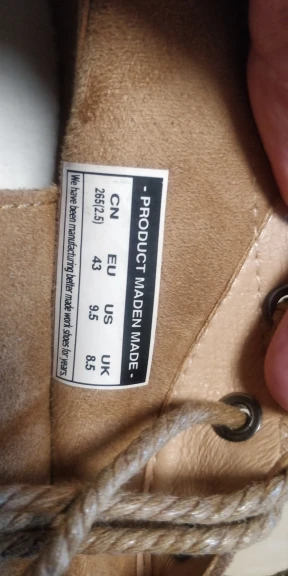 - PRODUCT MADEN MADE -
CN EU US UK
265(2.5) 43 9.5 8.5
We have been manufacturing better made work shoes for years.